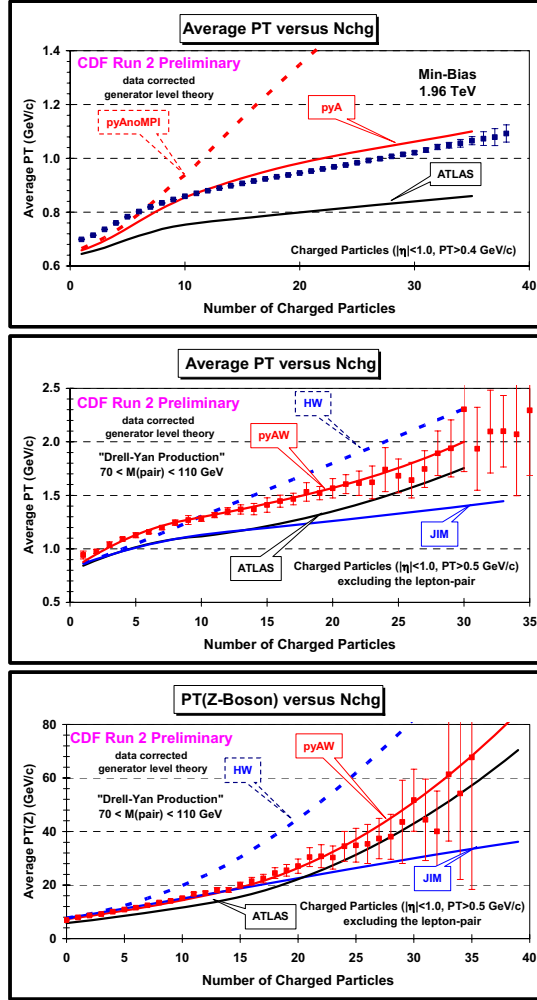 Average PT versus Nchg
CDF Run 2 Preliminary
data corrected
generator level theory
pyAnoMPI
pyA
Min-Bias
1.96 TeV
ATLAS
Charged Particles (|η|<1.0, PT>0.4 GeV/c)
Average PT (GeV/c)
1.4
1.2
1.0
0.8
0.6
0 10 20 30 40
Number of Charged Particles
Average PT versus Nchg
CDF Run 2 Preliminary
data corrected
generator level theory
"Drell-Yan Production"
70 < M(pair) < 110 GeV
HW
pyAW
JIM
ATLAS
Charged Particles (|η|<1.0, PT>0.5 GeV/c)
excluding the lepton-pair
Average PT (GeV/c)
2.5
2.0
1.5
1.0
0.5
0 5 10 15 20 25 30 35
Number of Charged Particles
PT(Z-Boson) versus Nchg
CDF Run 2 Preliminary
data corrected
generator level theory
"Drell-Yan Production"
70 < M(pair) < 110 GeV
HW
pyAW
JIM
ATLAS
Charged Particles (|η|<1.0, PT>0.5 GeV/c)
excluding the lepton-pair
Average PT(Z) (GeV/c)
80
60
40
20
0
0 5 10 15 20 25 30 35 40
Number of Charged Particles